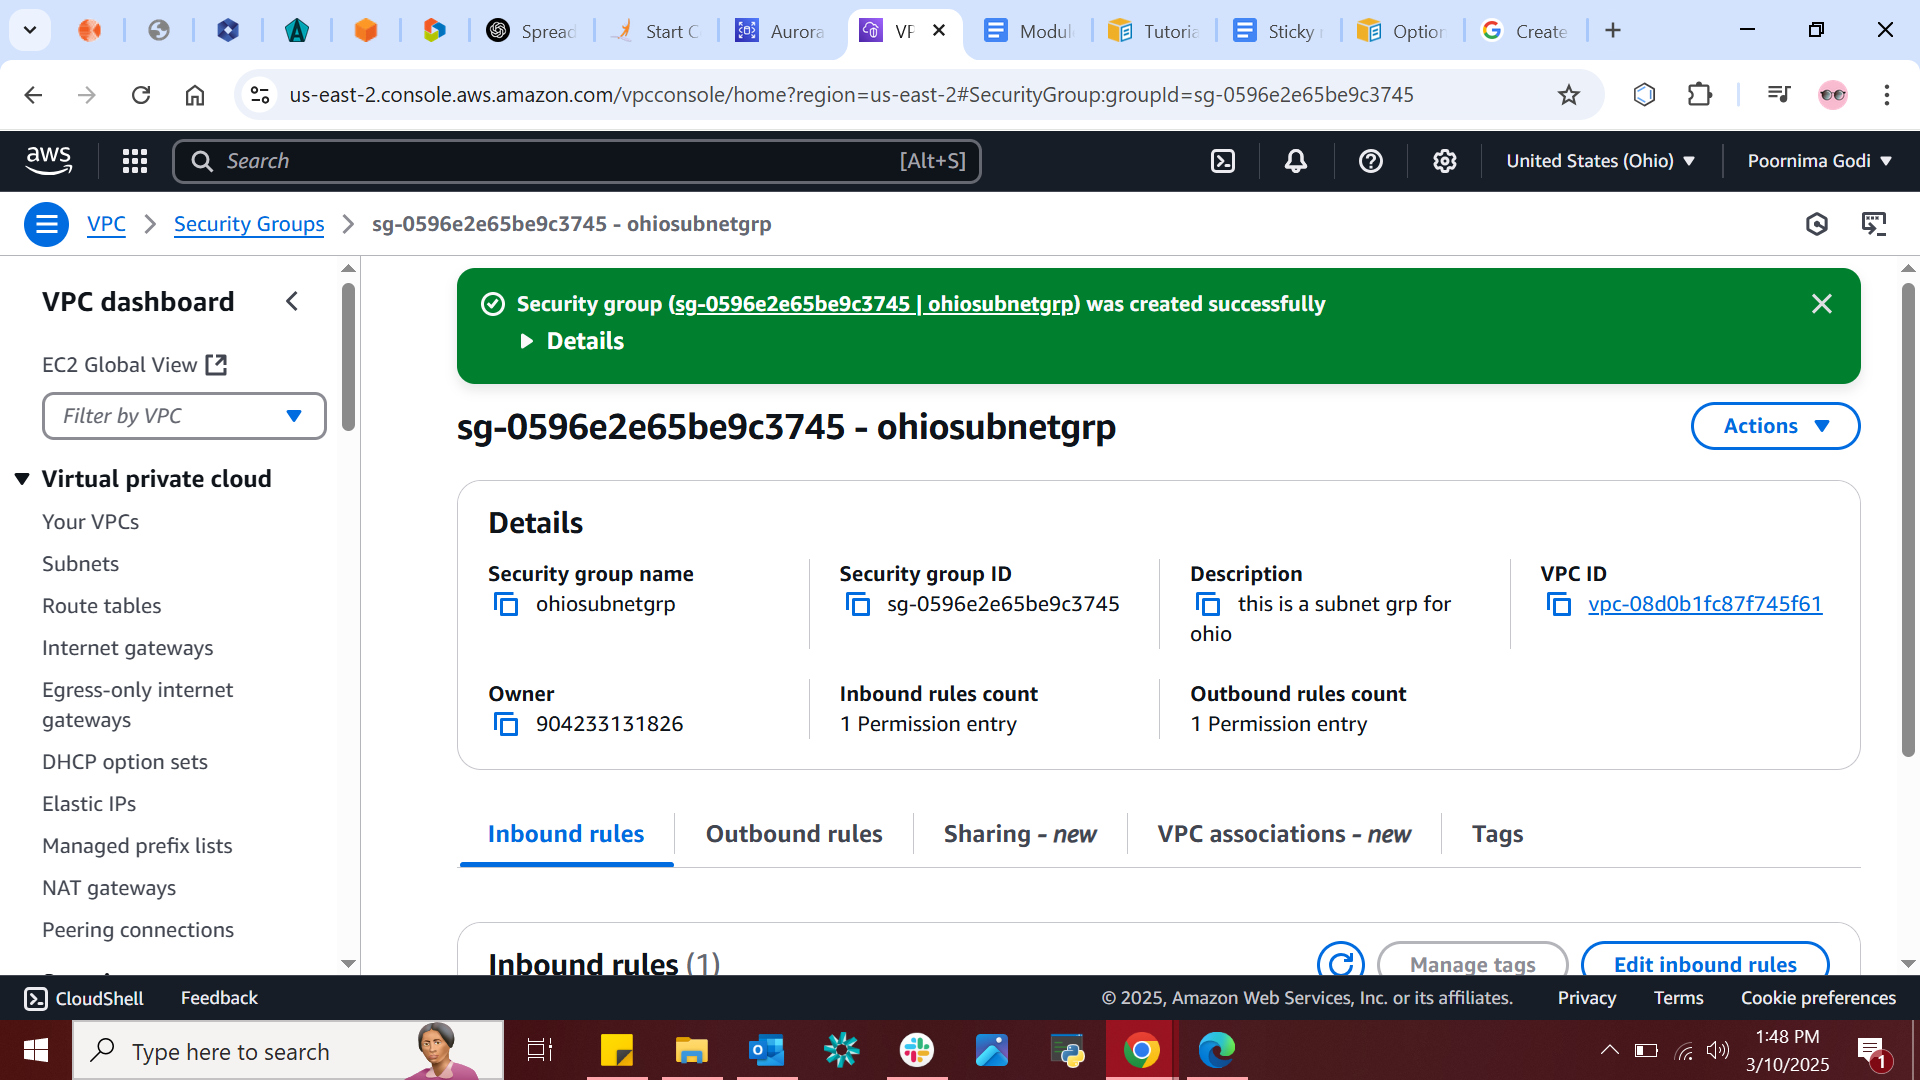 Spread
Start C
Aurora
VP
Modul
Tutoria
Sticky
Option
Create
us-east-2.console.aws.amazon.com/vpcconsole/home?region=us-east-2#SecurityGroup:groupId=sg-0596e2e65be9c3745
aws
Search
[Alt+S]
United States (Ohio)
Poornima Godi
VPC
Security Groups
sg-0596e2e65be9c3745 - ohiosubnetgrp
VPC dashboard
EC2 Global View
Filter by VPC
Virtual private cloud
Your VPCs
Subnets
Route tables
Internet gateways
Egress-only internet
gateways
DHCP option sets
Elastic IPs
Managed prefix lists
NAT gateways
Peering connections
Security group (sg-0596e2e65be9c3745 | ohiosubnetgrp) was created successfully
Details
sg-0596e2e65be9c3745 - ohiosubnetgrp
Actions
Details
Security group name
ohiosubnetgrp
Security group ID
sg-0596e2e65be9c3745
Description
this is a subnet grp for
ohio
VPC ID
vpc-08d0b1fc87f745f61
Owner
904233131826
Inbound rules count
1 Permission entry
Outbound rules count
1 Permission entry
Inbound rules
Outbound rules
Sharing - new
VPC associations - new
Tags
Inbound rules (1)
Manage tags
Edit inbound rules
CloudShell
Feedback
© 2025, Amazon Web Services, Inc. or its affiliates.
Privacy
Terms
Cookie preferences
Type here to search
1:48 PM
3/10/2025
1